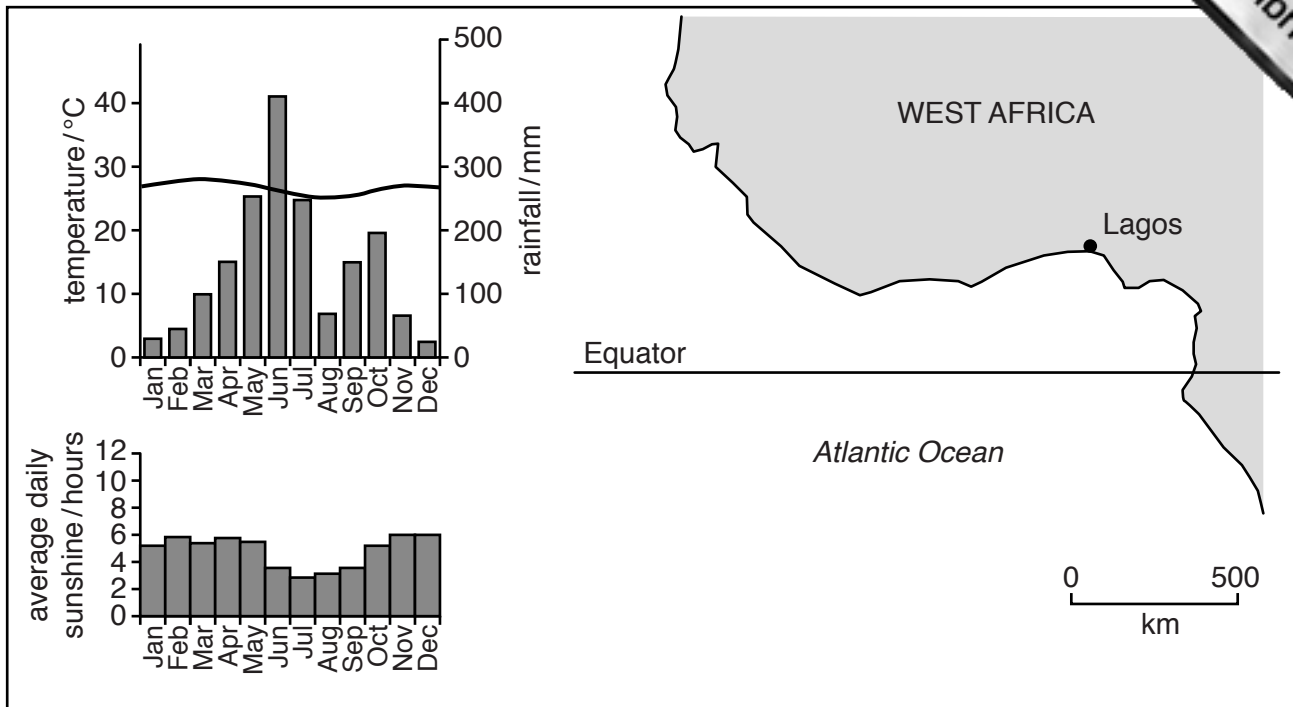 500
400
300
200
100
0
rainfall/mm
40
30
20
10
0
temperature/°C
Jan
Feb
Mar
Apr
May
Jun
Jul
Aug
Sep
Oct
Nov
Dec
12
10
8
6
4
2
0
average daily
sunshine/hours
Jan
Feb
Mar
Apr
May
Jun
Jul
Aug
Sep
Oct
Nov
Dec
WEST AFRICA
Lagos
Equator
Atlantic Ocean
0 500
km